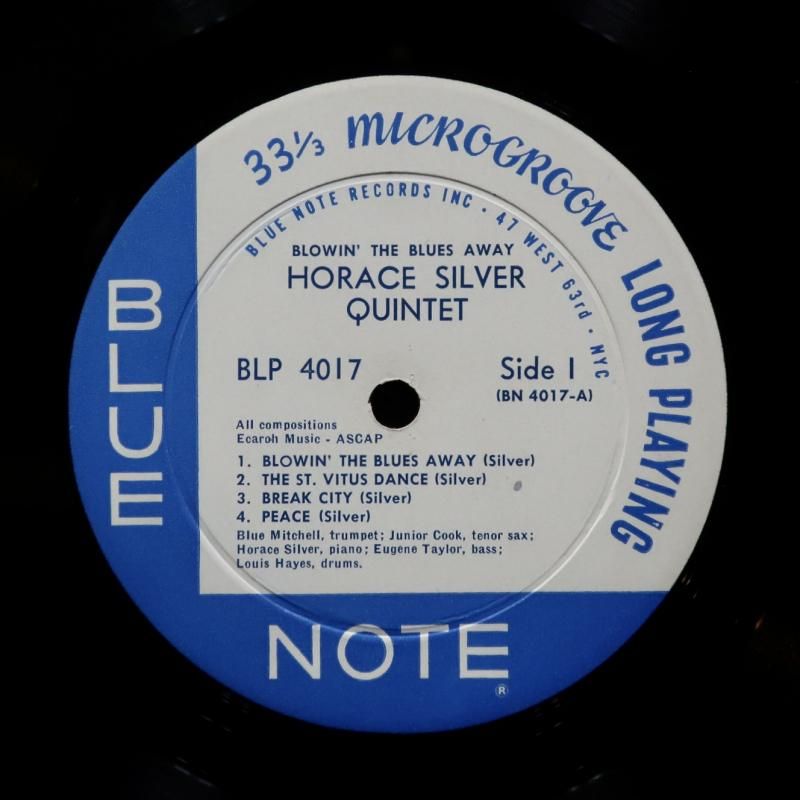 33⅓ MICROGROOVE LONG PLAYING
BLUE NOTE RECORDS INC · 47 WEST 63rd · NYC
BLOWIN' THE BLUES AWAY
HORACE SILVER
QUINTET
BLP 4017
Side 1
(BN 4017-A)
All compositions
Ecaroh Music - ASCAP
1. BLOWIN' THE BLUES AWAY (Silver)
2. THE ST. VITUS DANCE (Silver)
3. BREAK CITY (Silver)
4. PEACE (Silver)
Blue Mitchell, trumpet; Junior Cook, tenor sax;
Horace Silver, piano; Eugene Taylor, bass;
Louis Hayes, drums.
BLUE
NOTE
®